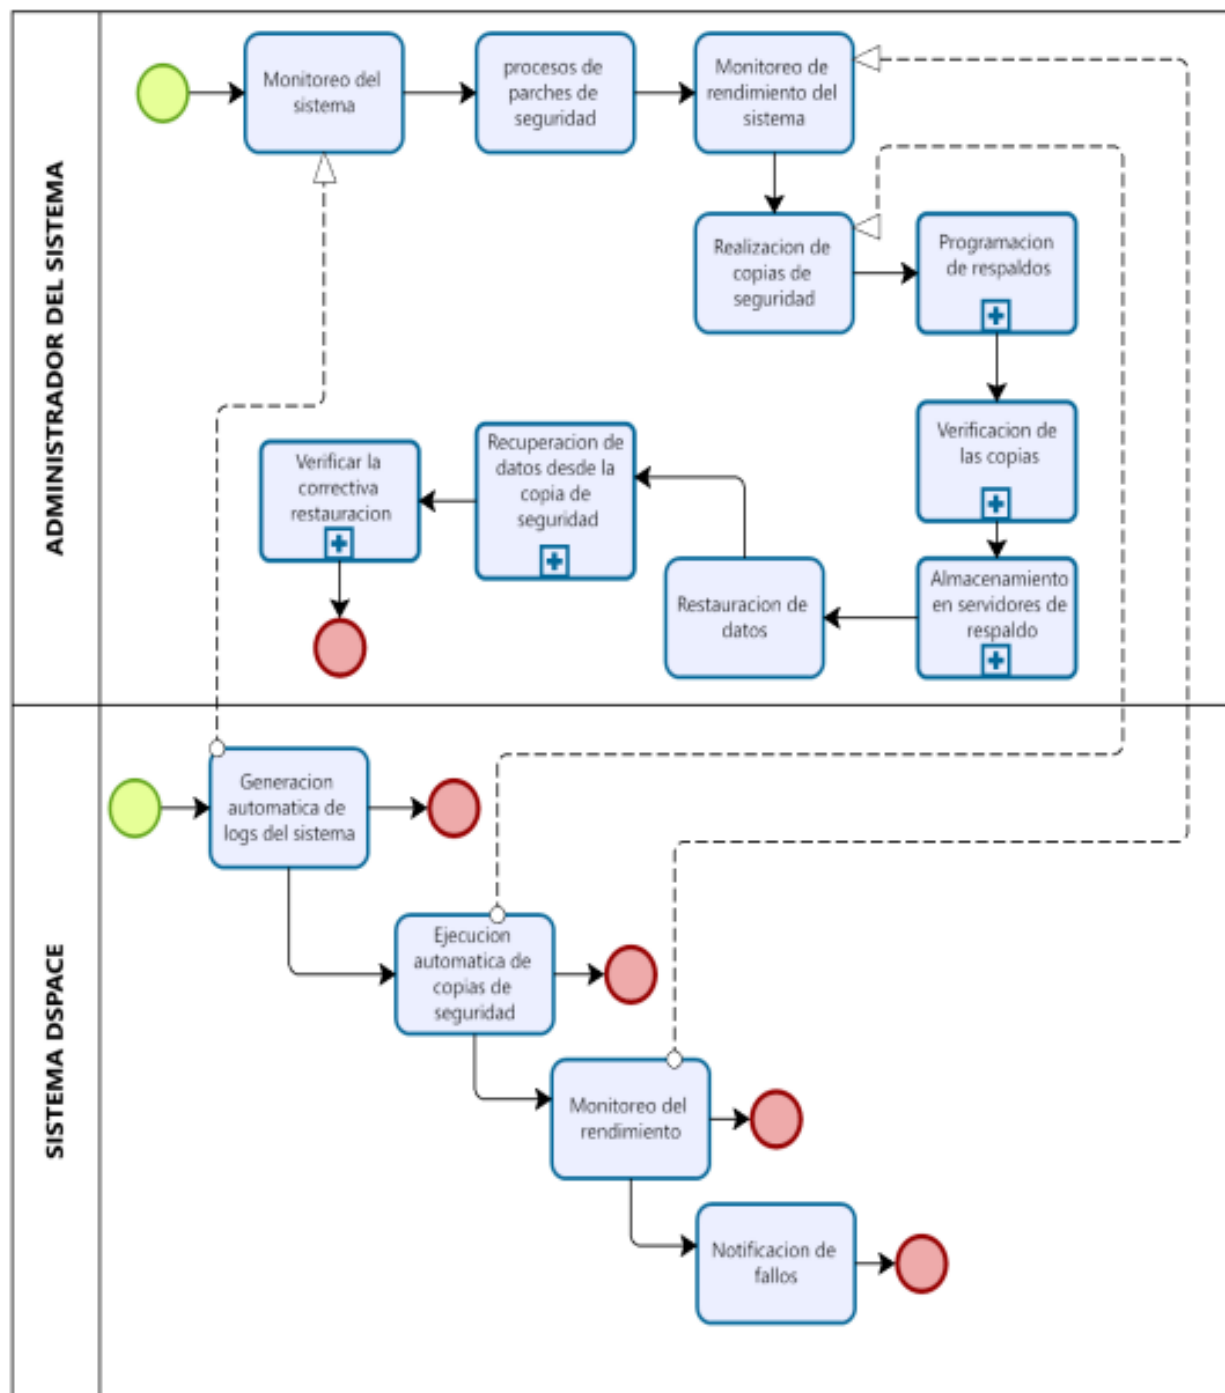 ADMINISTRADOR DEL SISTEMA
Monitoreo del
sistema
procesos de
parches de
seguridad
Monitoreo de
rendimiento del
sistema
Realizacion de
copias de
seguridad
Programacion
de respaldos
Verificacion de
las copias
Almacenamiento
en servidores de
respaldo
Restauracion de
datos
Recuperacion de
datos desde la
copia de
seguridad
Verificar la
correctiva
restauracion
SISTEMA DSPACE
Generacion
automatica de
logs del sistema
Ejecucion
automatica de
copias de
seguridad
Monitoreo del
rendimiento
Notificacion de
fallos